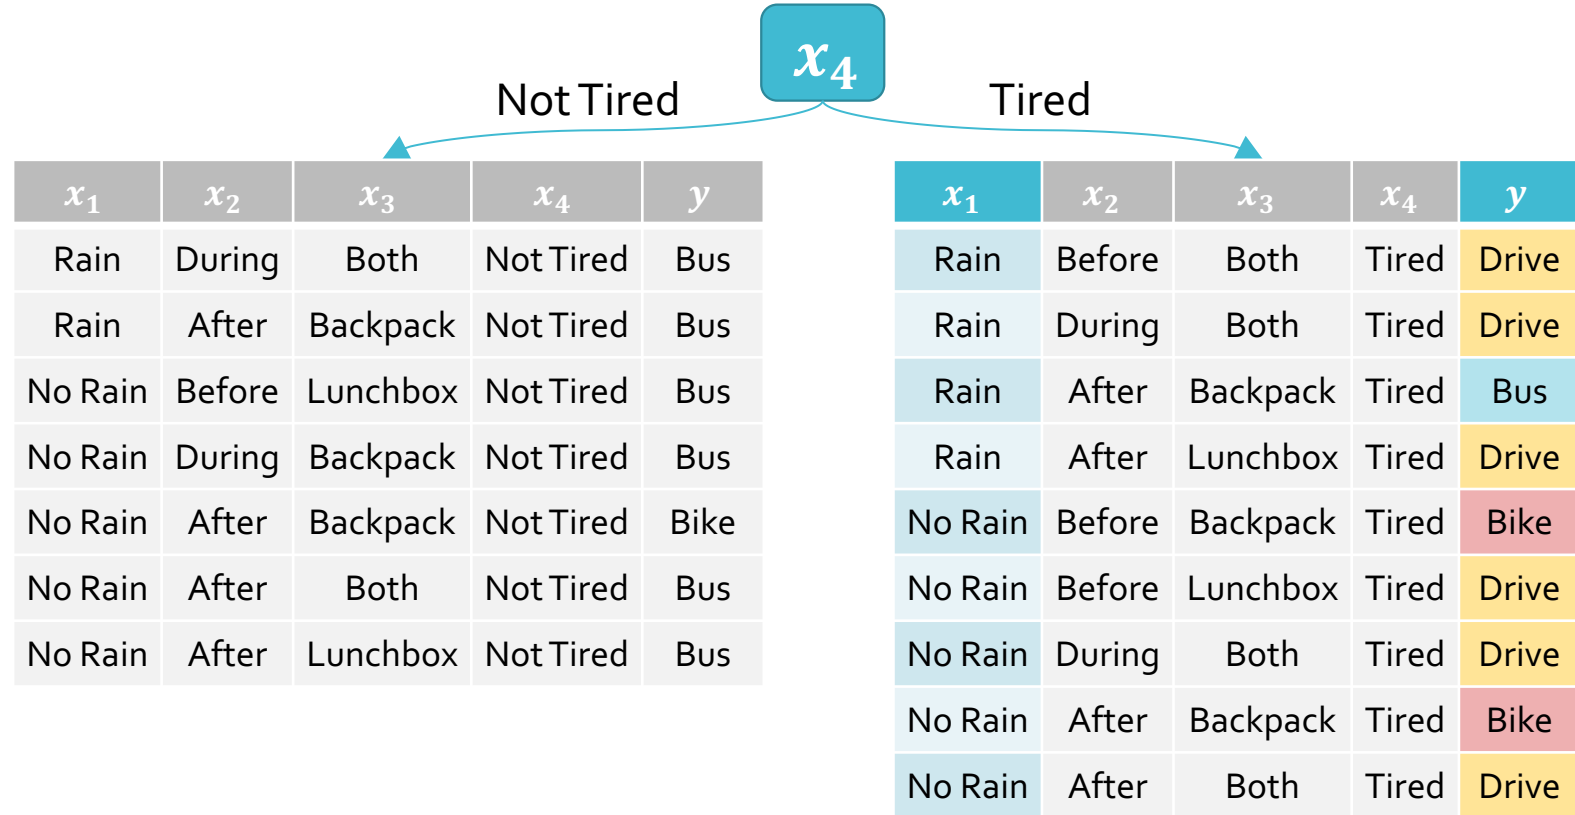 x₄
Not Tired Tired
x₁ x₂ x₃ x₄ y
Rain During Both Not Tired Bus
Rain After Backpack Not Tired Bus
No Rain Before Lunchbox Not Tired Bus
No Rain During Backpack Not Tired Bus
No Rain After Backpack Not Tired Bike
No Rain After Both Not Tired Bus
No Rain After Lunchbox Not Tired Bus
x₁ x₂ x₃ x₄ y
Rain Before Both Tired Drive
Rain During Both Tired Drive
Rain After Backpack Tired Bus
Rain After Lunchbox Tired Drive
No Rain Before Backpack Tired Bike
No Rain Before Lunchbox Tired Drive
No Rain During Both Tired Drive
No Rain After Backpack Tired Bike
No Rain After Both Tired Drive